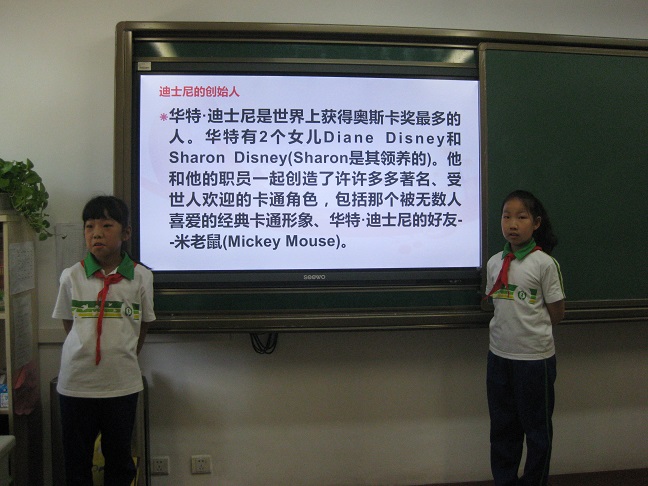 迪士尼的创始人
华特·迪士尼是世界上获得奥斯卡奖最多的
人。华特有2个女儿Diane Disney和
Sharon Disney(Sharon是其领养的)。他
和他的职员一起创造了许许多多著名、受
世人欢迎的卡通角色，包括那个被无数人
喜爱的经典卡通形象、华特·迪士尼的好友-
-米老鼠(Mickey Mouse)。
seewo